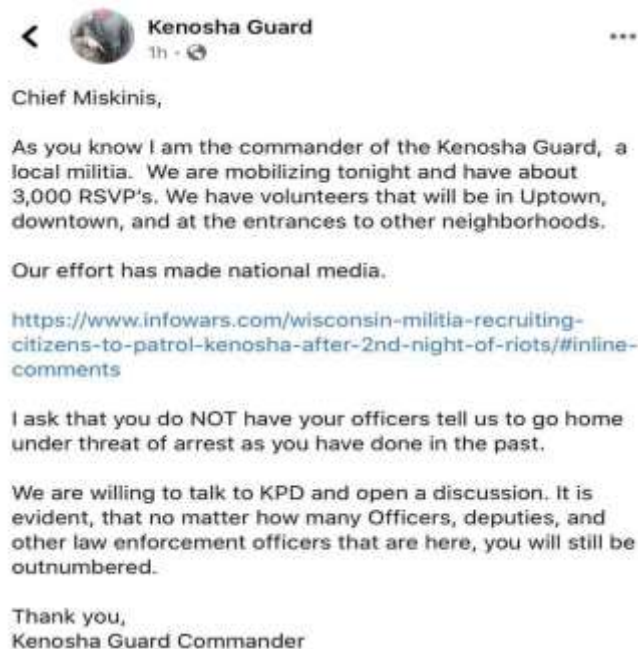 Kenosha Guard
1h
Chief Miskinis,
As you know I am the commander of the Kenosha Guard, a
local militia. We are mobilizing tonight and have about
3,000 RSVP's. We have volunteers that will be in Uptown,
downtown, and at the entrances to other neighborhoods.
Our effort has made national media.
https://www.infowars.com/wisconsin-militia-recruiting-
citizens-to-patrol-kenosha-after-2nd-night-of-riots/#inline-
comments
I ask that you do NOT have your officers tell us to go home
under threat of arrest as you have done in the past.
We are willing to talk to KPD and open a discussion. It is
evident, that no matter how many Officers, deputies, and
other law enforcement officers that are here, you will still be
outnumbered.
Thank you,
Kenosha Guard Commander